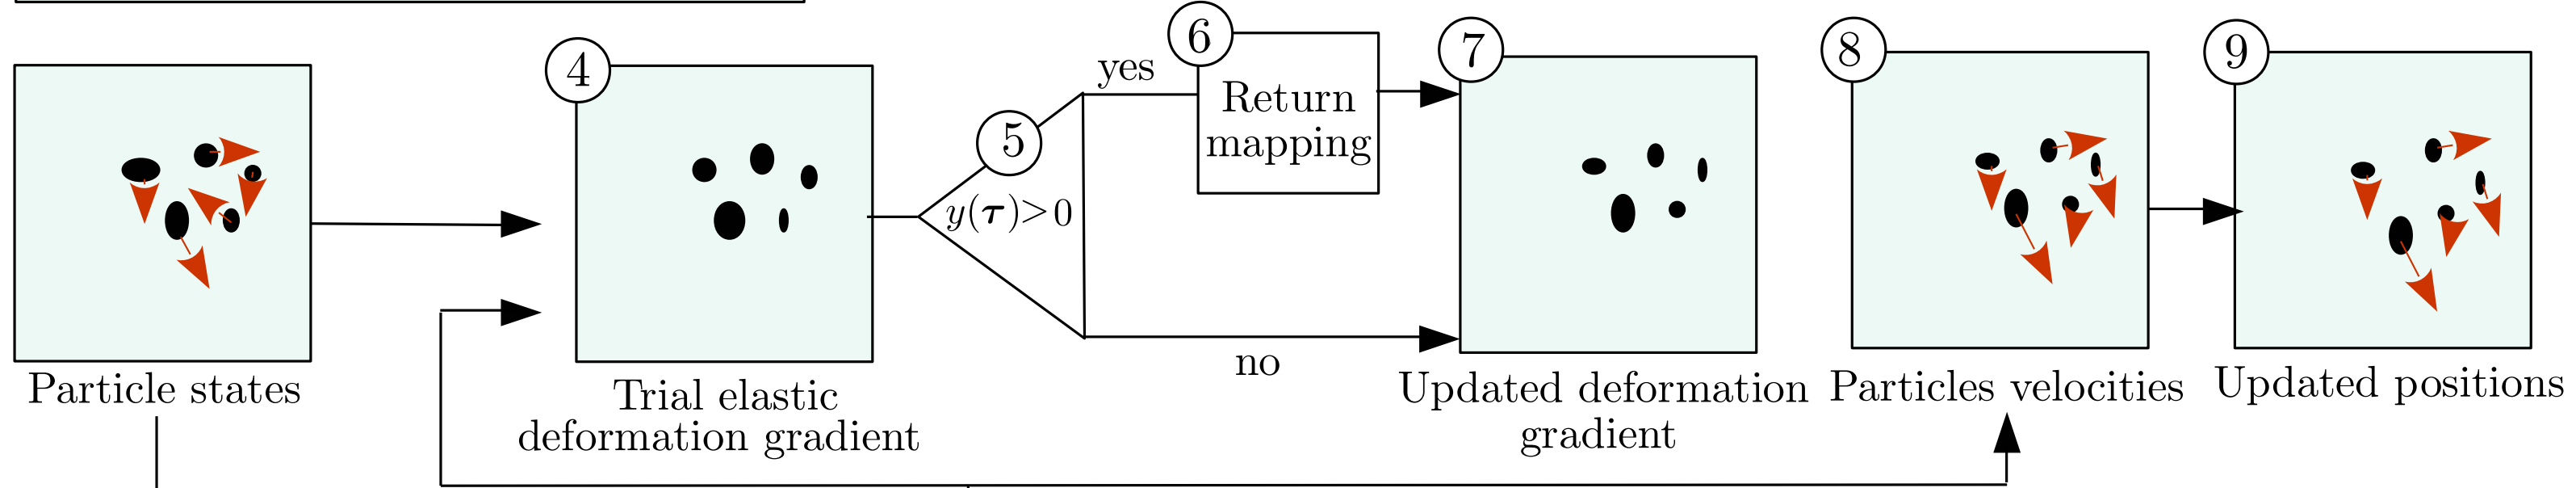 4
5
6
7
8
9
yes
Return
mapping
y(τ)>0
no
Particle states
Trial elastic
deformation gradient
Updated deformation
gradient
Particles velocities
Updated positions